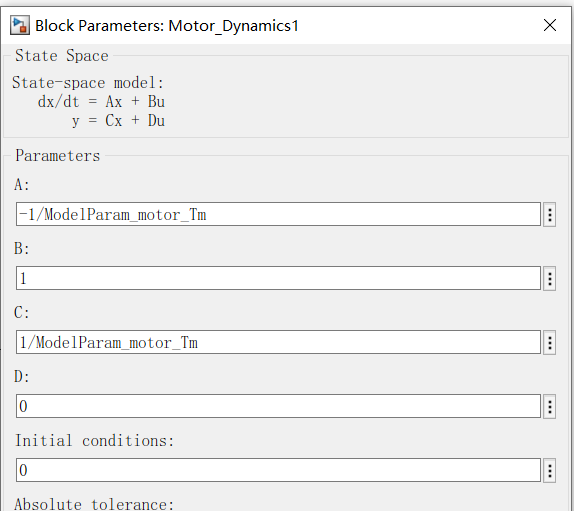 Block Parameters: Motor_Dynamics1
State Space
State-space model:
dx/dt = Ax + Bu
y = Cx + Du
Parameters
A:
-1/ModelParam_motor_Tm
B:
1
C:
1/ModelParam_motor_Tm
D:
0
Initial conditions:
0
Absolute tolerance: